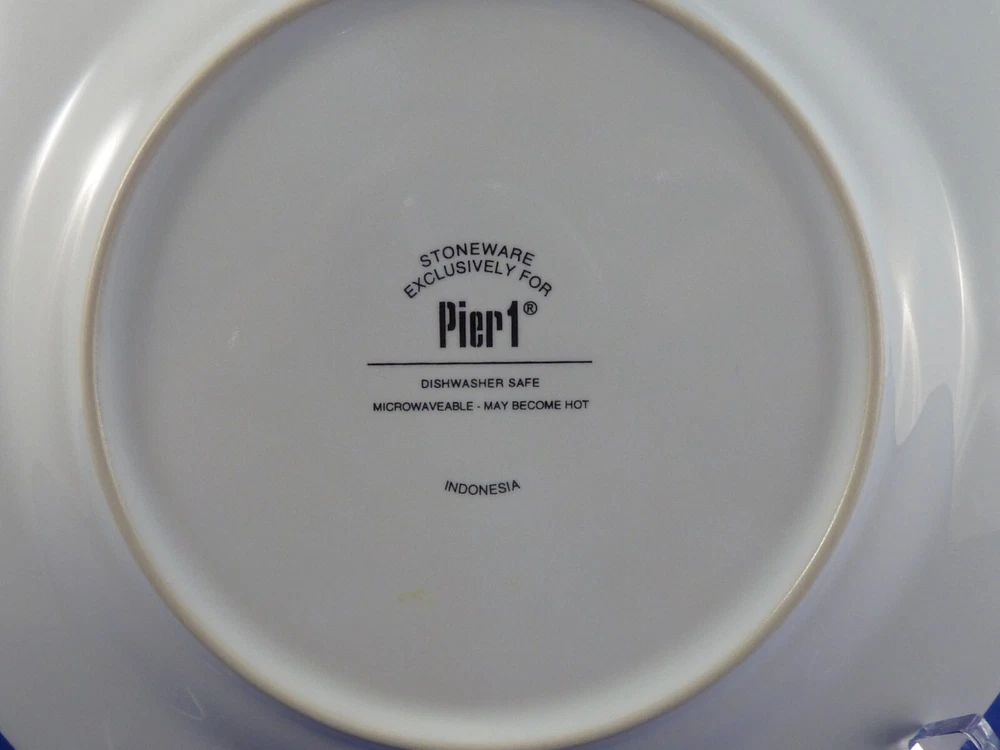 STONEWARE
EXCLUSIVELY FOR
Pier1®
DISHWASHER SAFE
MICROWAVEABLE - MAY BECOME HOT
INDONESIA